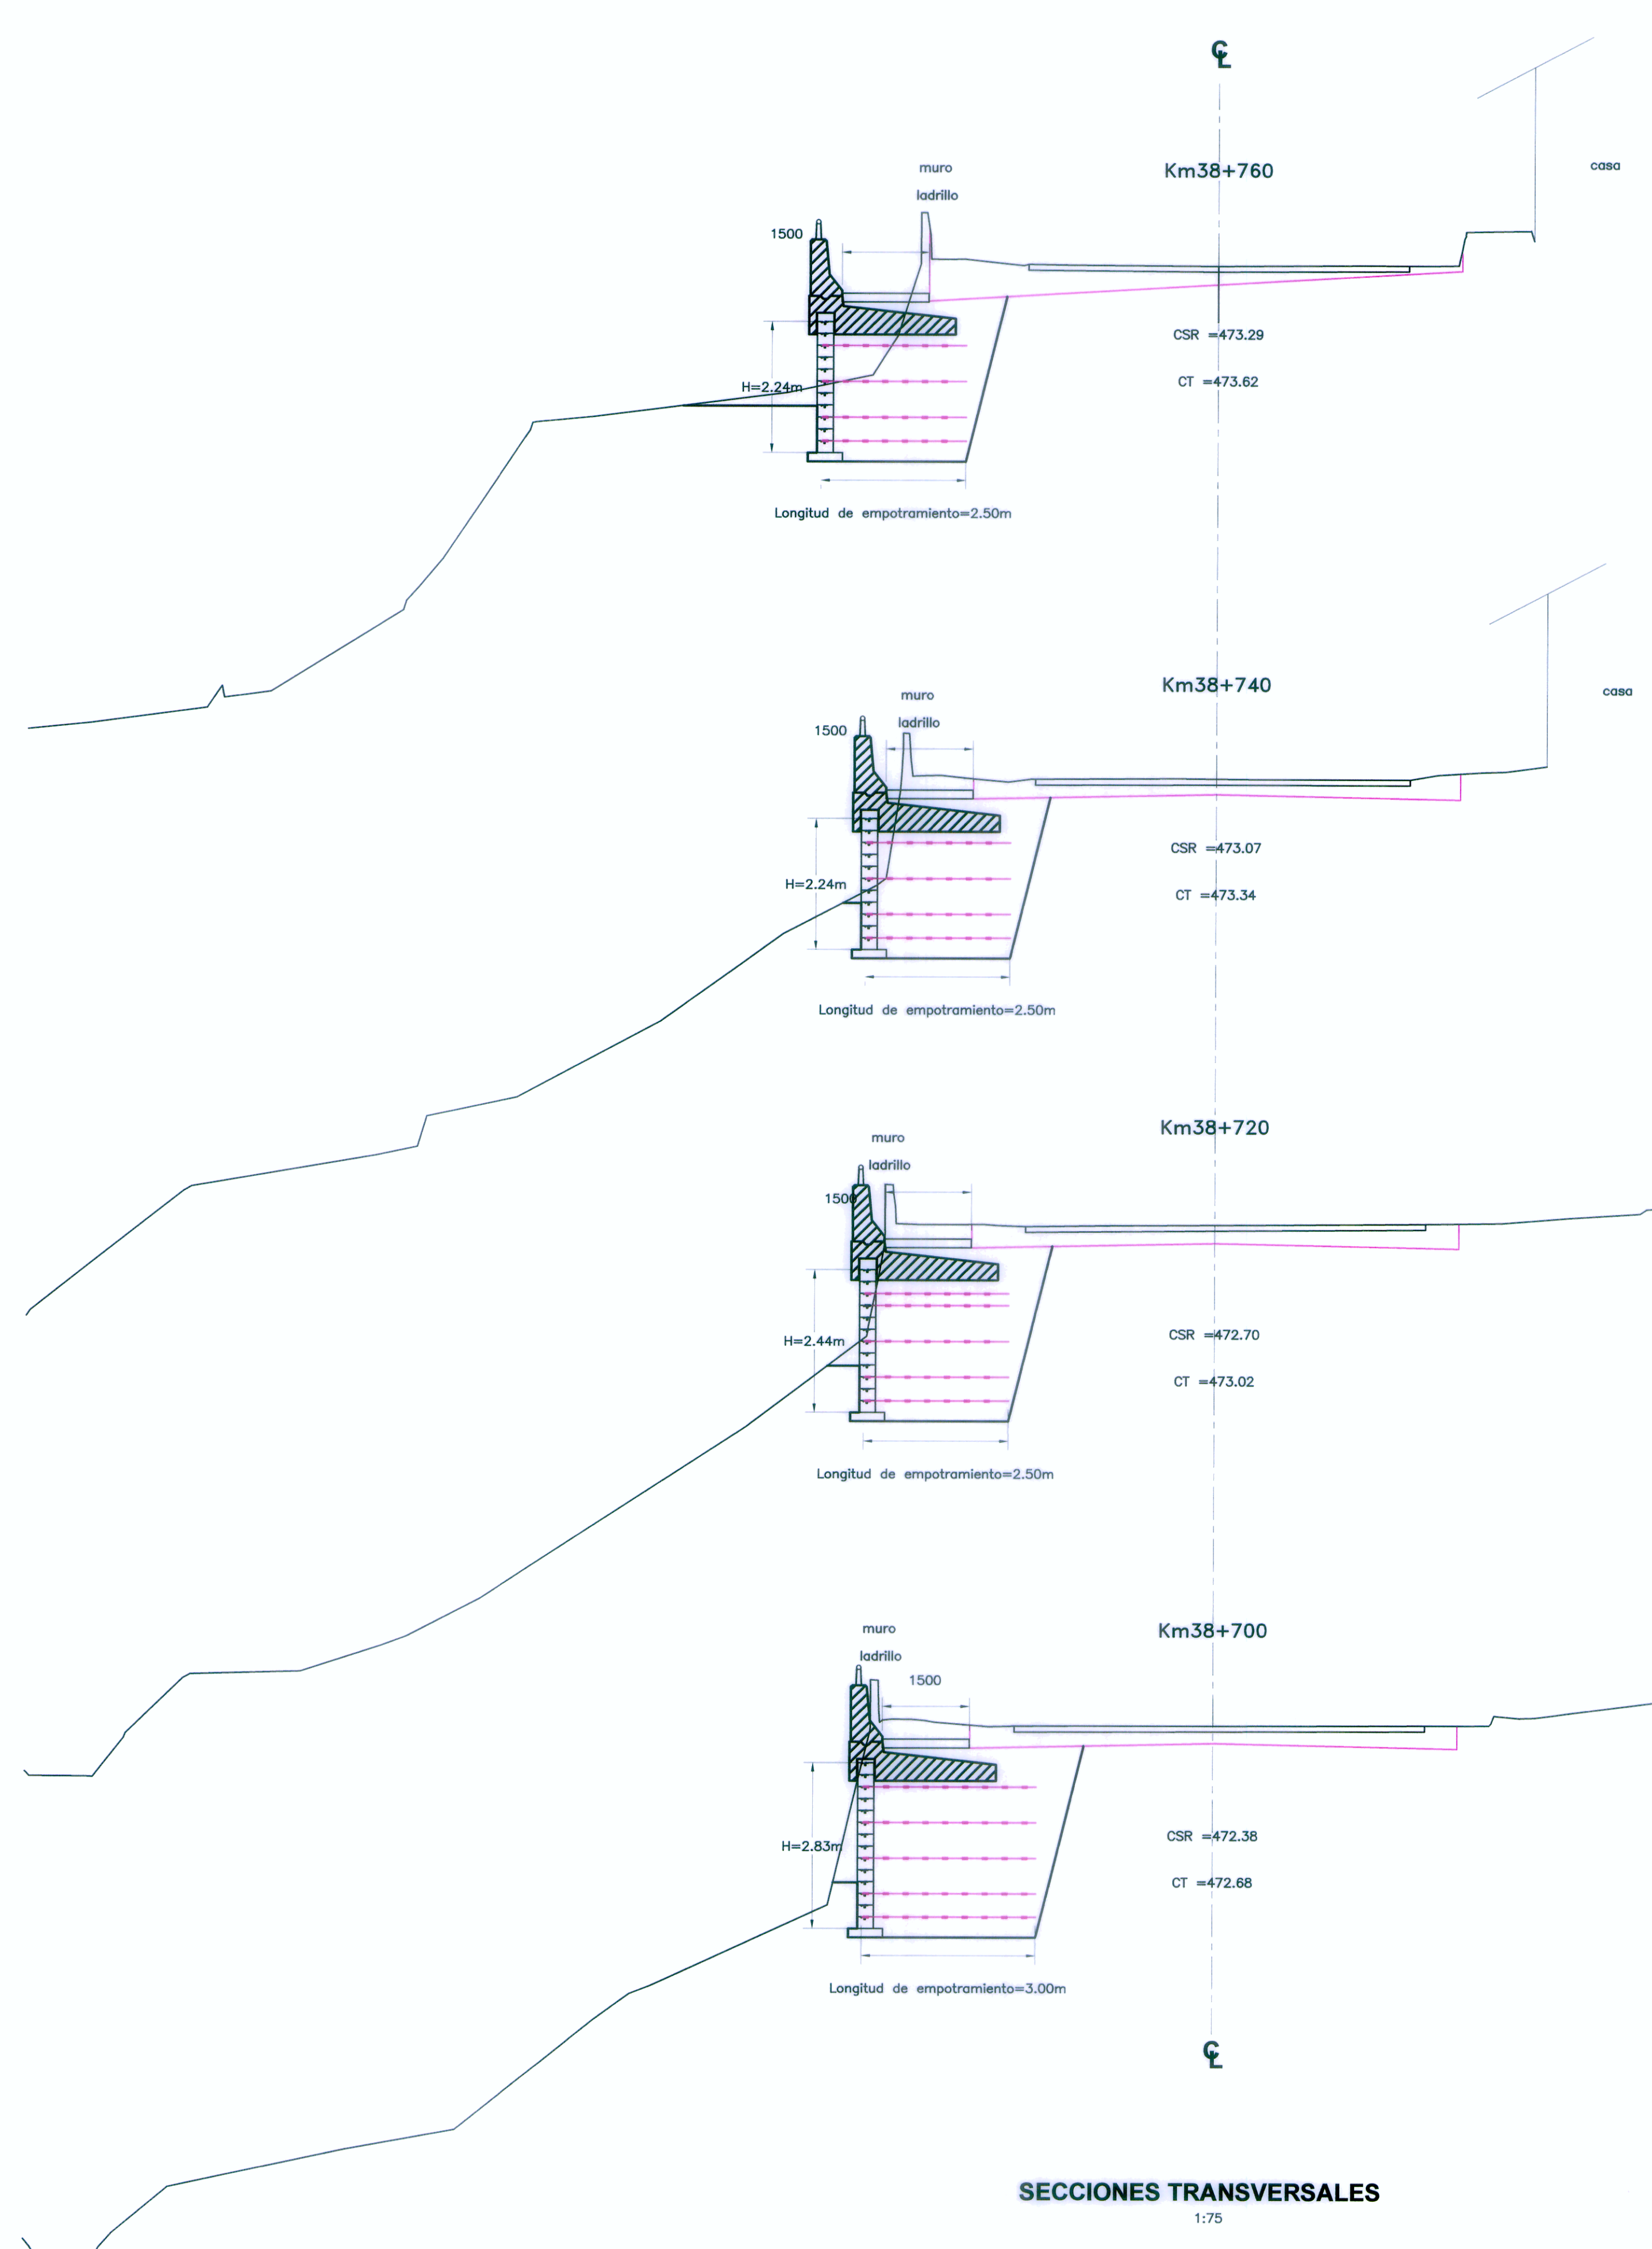 ℄
Km38+760
casa
muro
ladrillo
1500
CSR =473.29
CT =473.62
H=2.24m
Longitud de empotramiento=2.50m
Km38+740
casa
muro
ladrillo
1500
CSR =473.07
CT =473.34
H=2.24m
Longitud de empotramiento=2.50m
Km38+720
muro
ladrillo
1500
CSR =472.70
CT =473.02
H=2.44m
Longitud de empotramiento=2.50m
Km38+700
muro
ladrillo
1500
CSR =472.38
CT =472.68
H=2.83m
Longitud de empotramiento=3.00m
℄
SECCIONES TRANSVERSALES
1:75